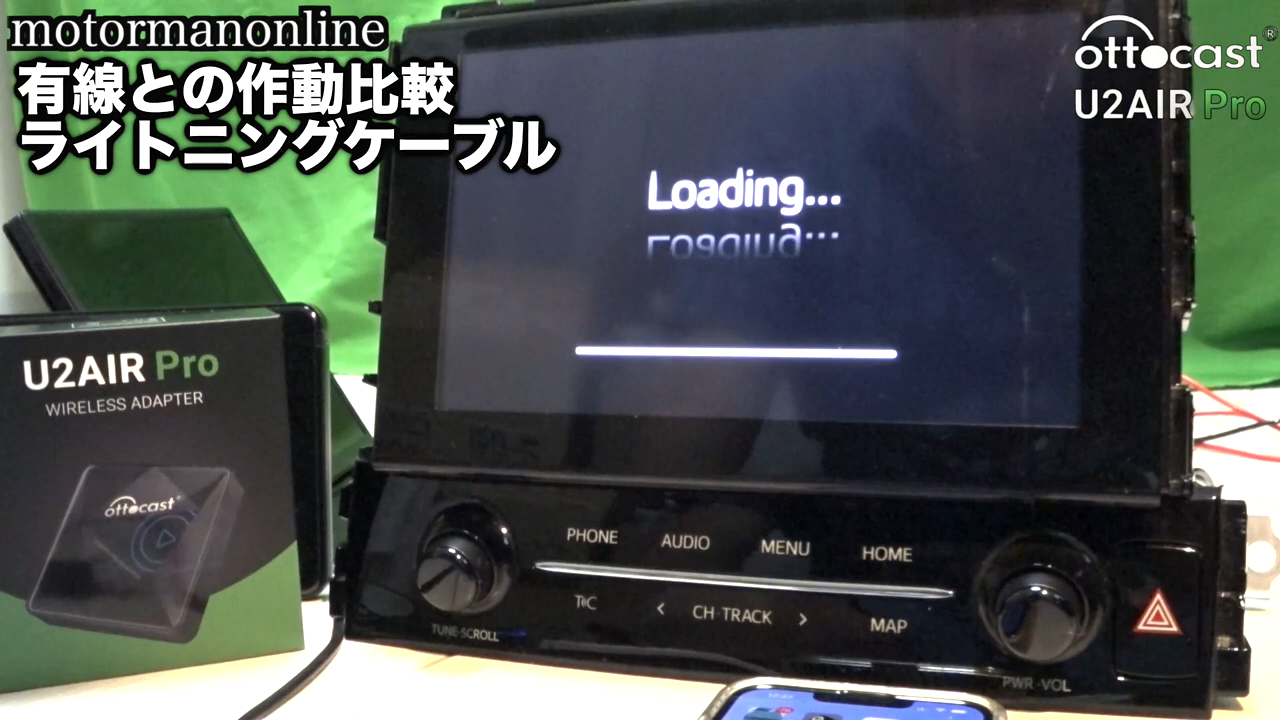 motormanonline
有線との作動比較
ライトニングケーブル
ottocast®
U2AIR Pro
Loading...
U2AIR Pro
WIRELESS ADAPTER
ottocast
PHONE AUDIO MENU HOME
T@C < CH·TRACK > MAP
TUNE·SCROLL
PWR·VOL